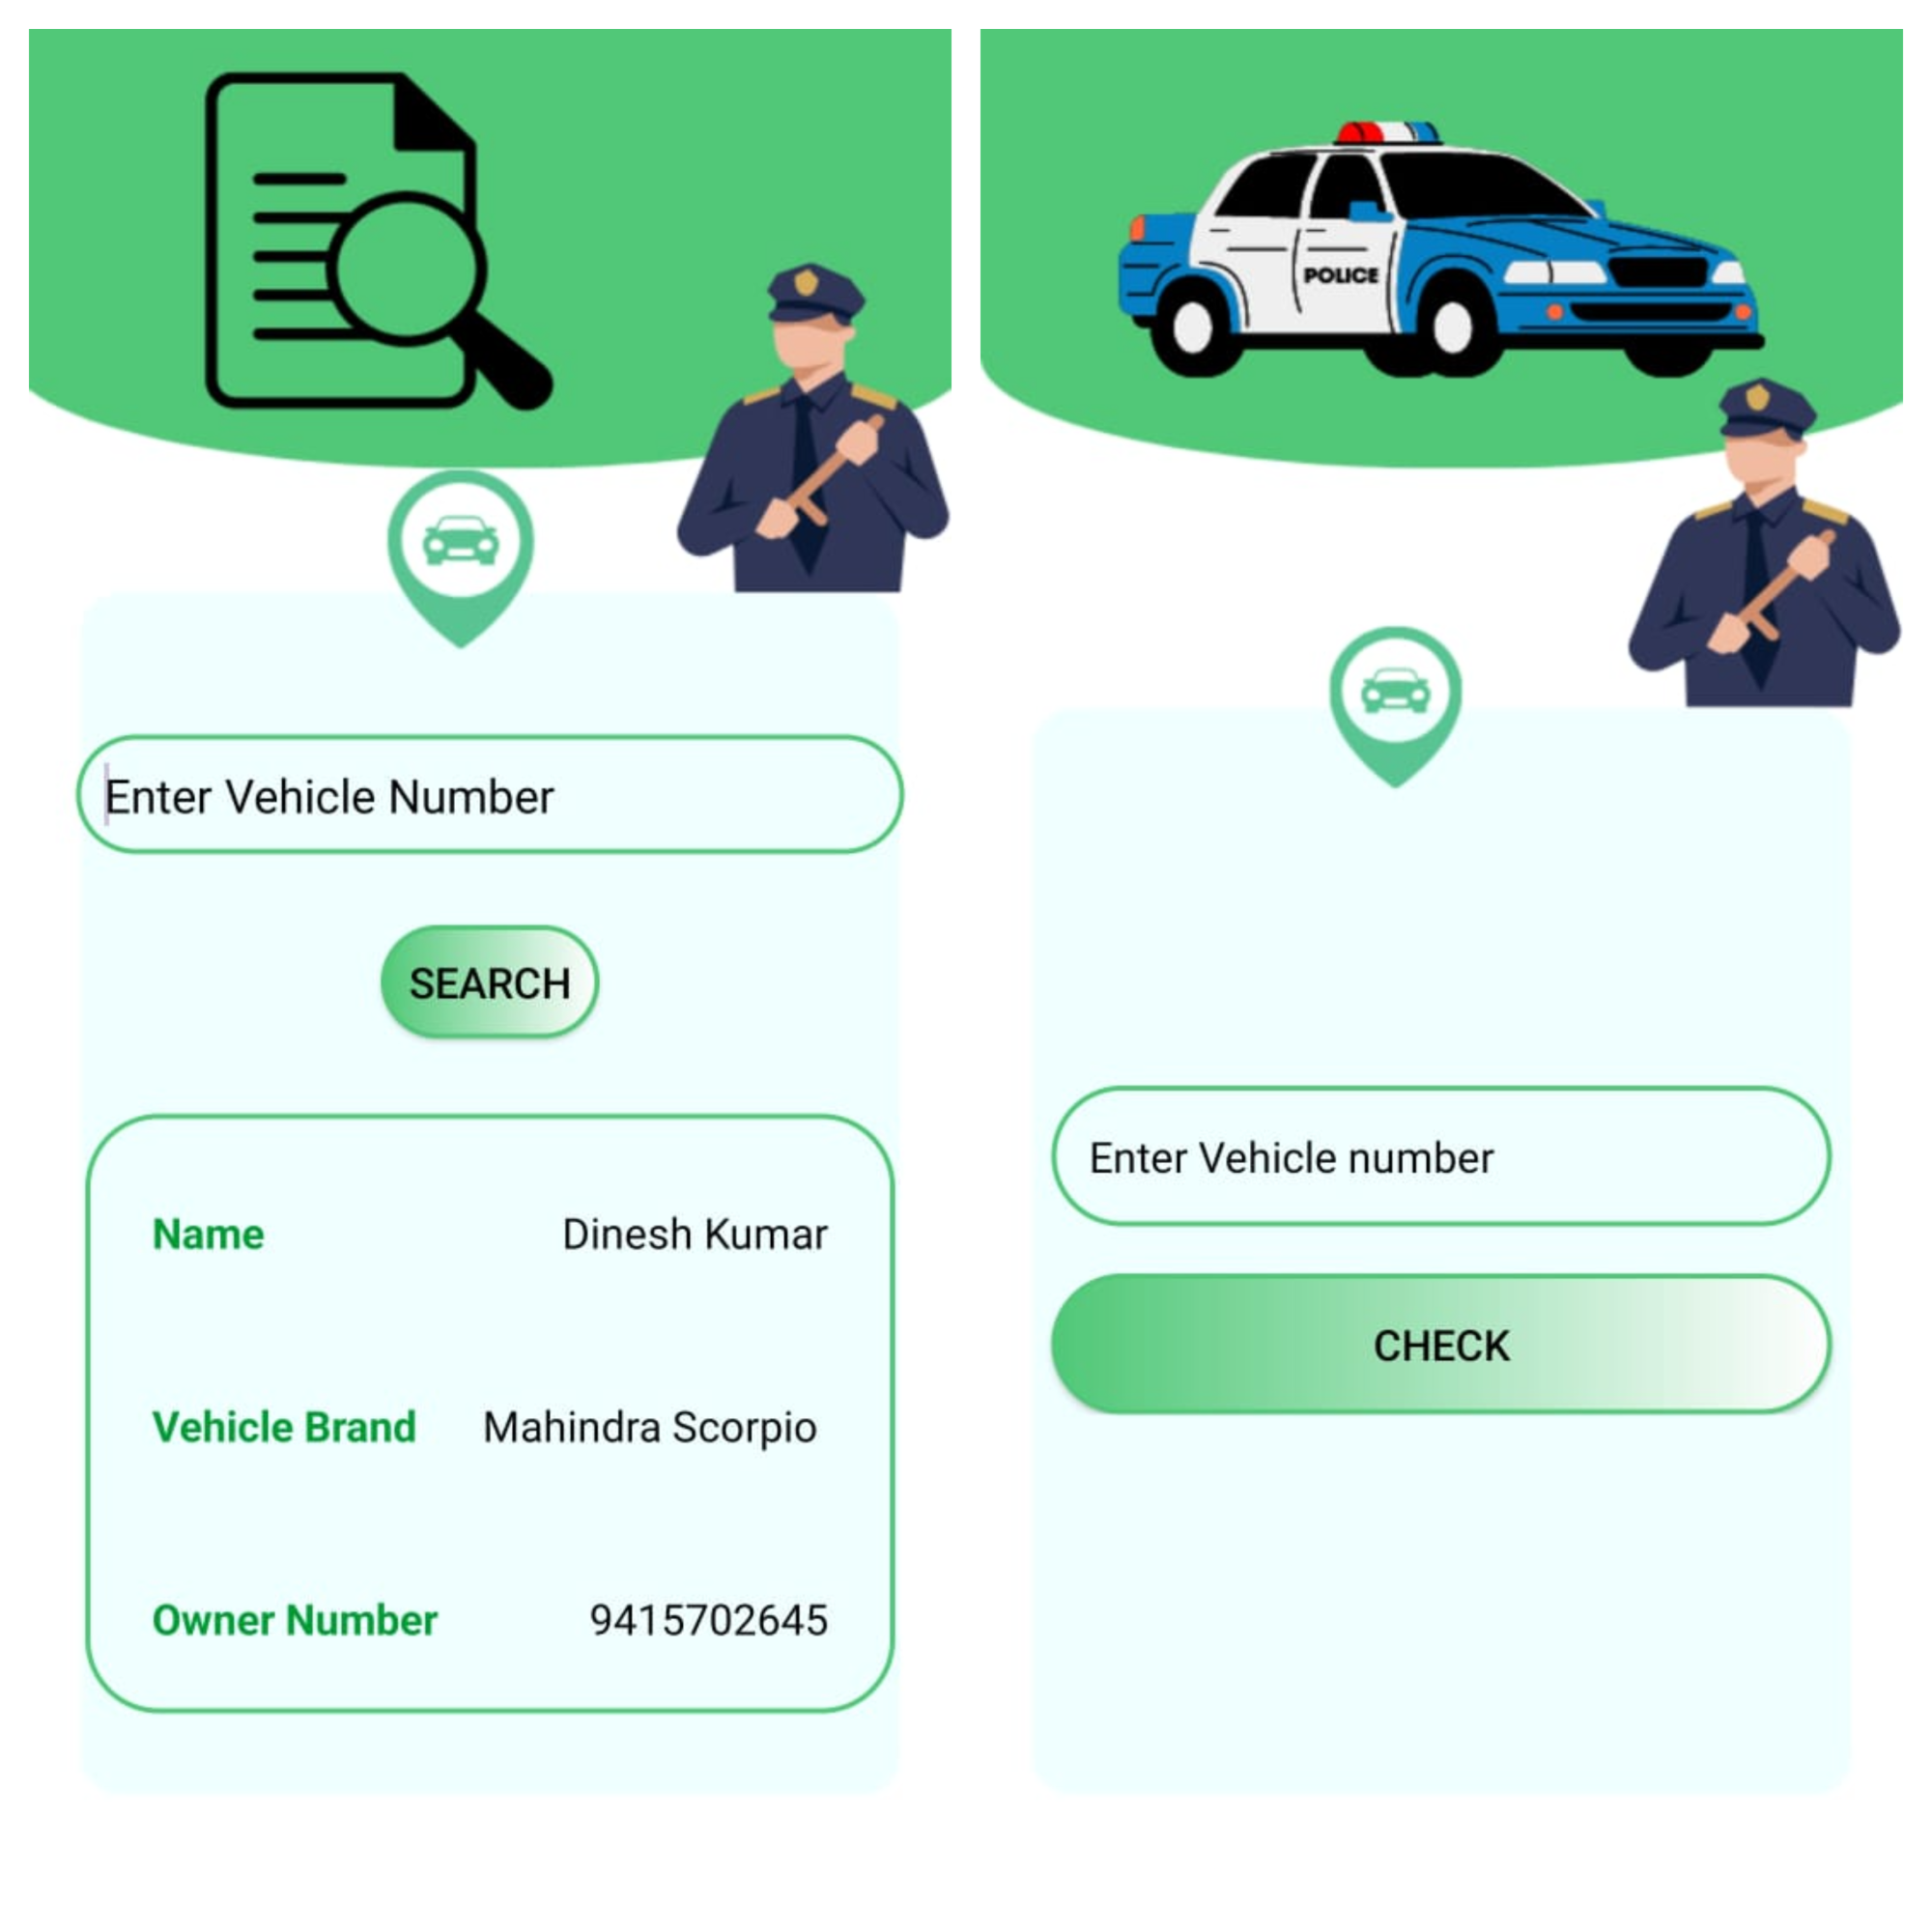 Enter Vehicle Number
SEARCH
Name Dinesh Kumar
Vehicle Brand Mahindra Scorpio
Owner Number 9415702645
POLICE
Enter Vehicle number
CHECK